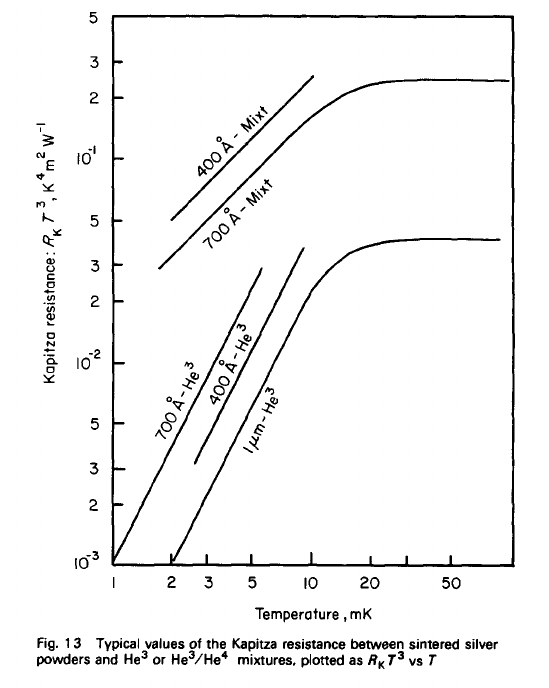 5
3
2
10⁻¹
5
3
2
10⁻²
5
3
2
10⁻³
Kapitza resistance: R_K T³, K⁴ m² W⁻¹
400 Å - Mixt
700 Å - Mixt
700 Å - He³
400 Å - He³
1 μm - He³
1 2 3 5 10 20 50
Temperature, mK
Fig. 13 Typical values of the Kapitza resistance between sintered silver
powders and He³ or He³/He⁴ mixtures, plotted as R_K T³ vs T